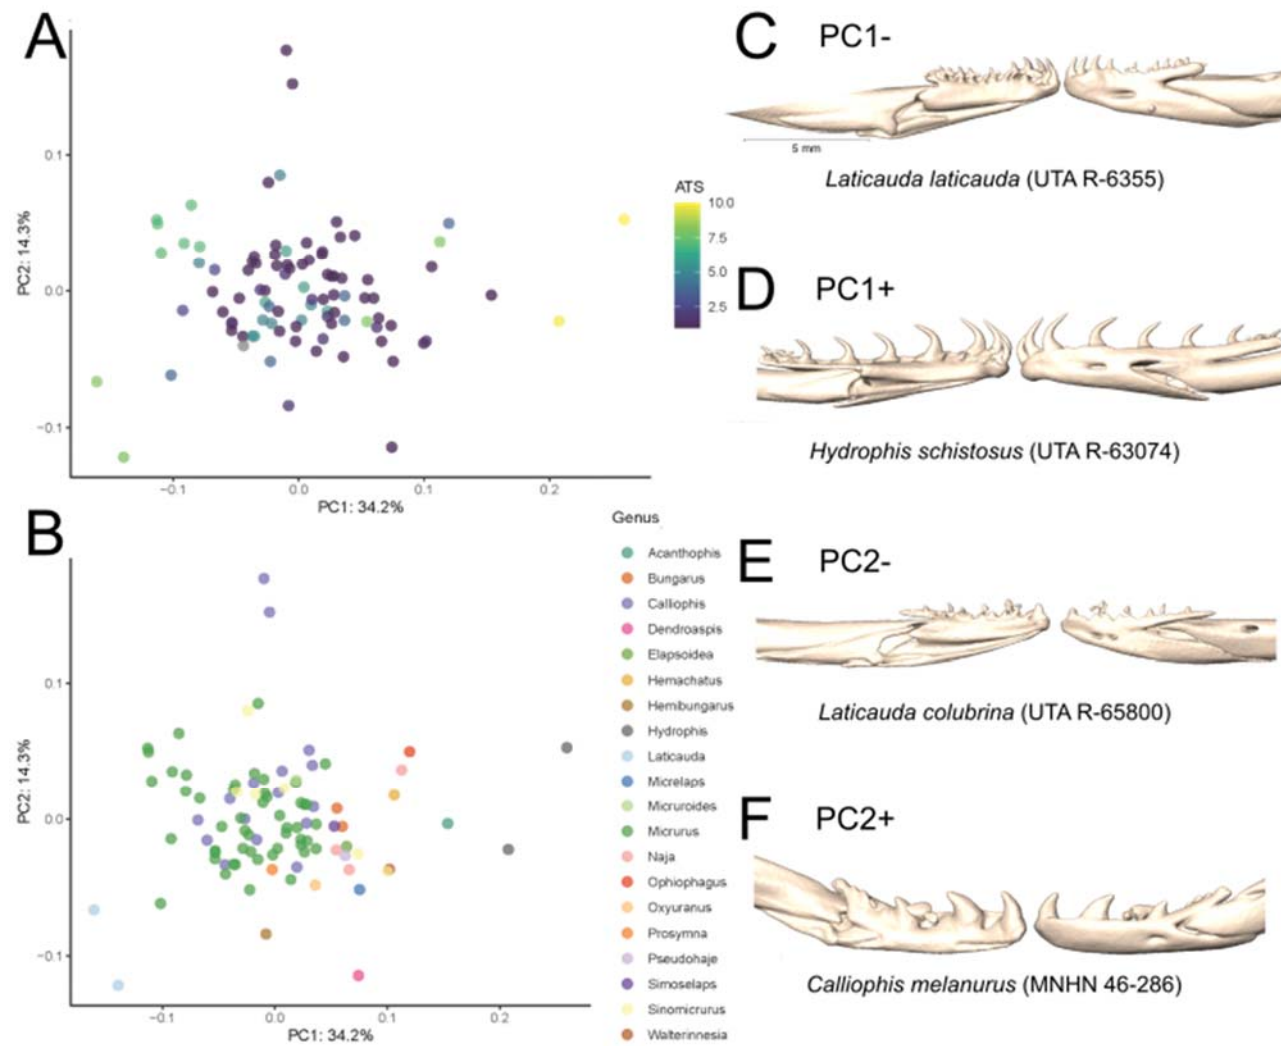 A
0.1
0.0
−0.1
PC2: 14.3%
−0.1
0.0
0.1
0.2
PC1: 34.2%
ATS
10.0
7.5
5.0
2.5
B
0.1
0.0
−0.1
PC2: 14.3%
−0.1
0.0
0.1
0.2
PC1: 34.2%
Genus
Acanthophis
Bungarus
Calliophis
Dendroaspis
Elapsoidea
Hemachatus
Hemibungarus
Hydrophis
Laticauda
Micrelaps
Micruroides
Micrurus
Naja
Ophiophagus
Oxyuranus
Prosymna
Pseudohaje
Simoselaps
Sinomicrurus
Walterinnesia
C
PC1-
5 mm
Laticauda laticauda (UTA R-6355)
D
PC1+
Hydrophis schistosus (UTA R-63074)
E
PC2-
Laticauda colubrina (UTA R-65800)
F
PC2+
Calliophis melanurus (MNHN 46-286)